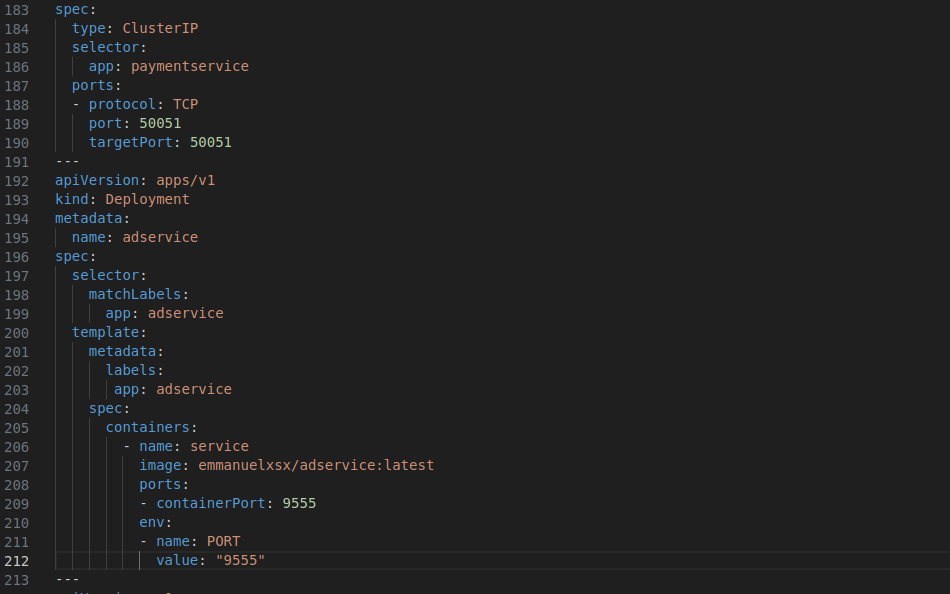 183 spec:
184   type: ClusterIP
185   selector:
186     app: paymentservice
187   ports:
188   - protocol: TCP
189     port: 50051
190     targetPort: 50051
191 ---
192 apiVersion: apps/v1
193 kind: Deployment
194 metadata:
195   name: adservice
196 spec:
197   selector:
198     matchLabels:
199       app: adservice
200   template:
201     metadata:
202       labels:
203        app: adservice
204     spec:
205       containers:
206         - name: service
207           image: emmanuelxsx/adservice:latest
208           ports:
209           - containerPort: 9555
210           env:
211           - name: PORT
212             value: "9555"
213 ---